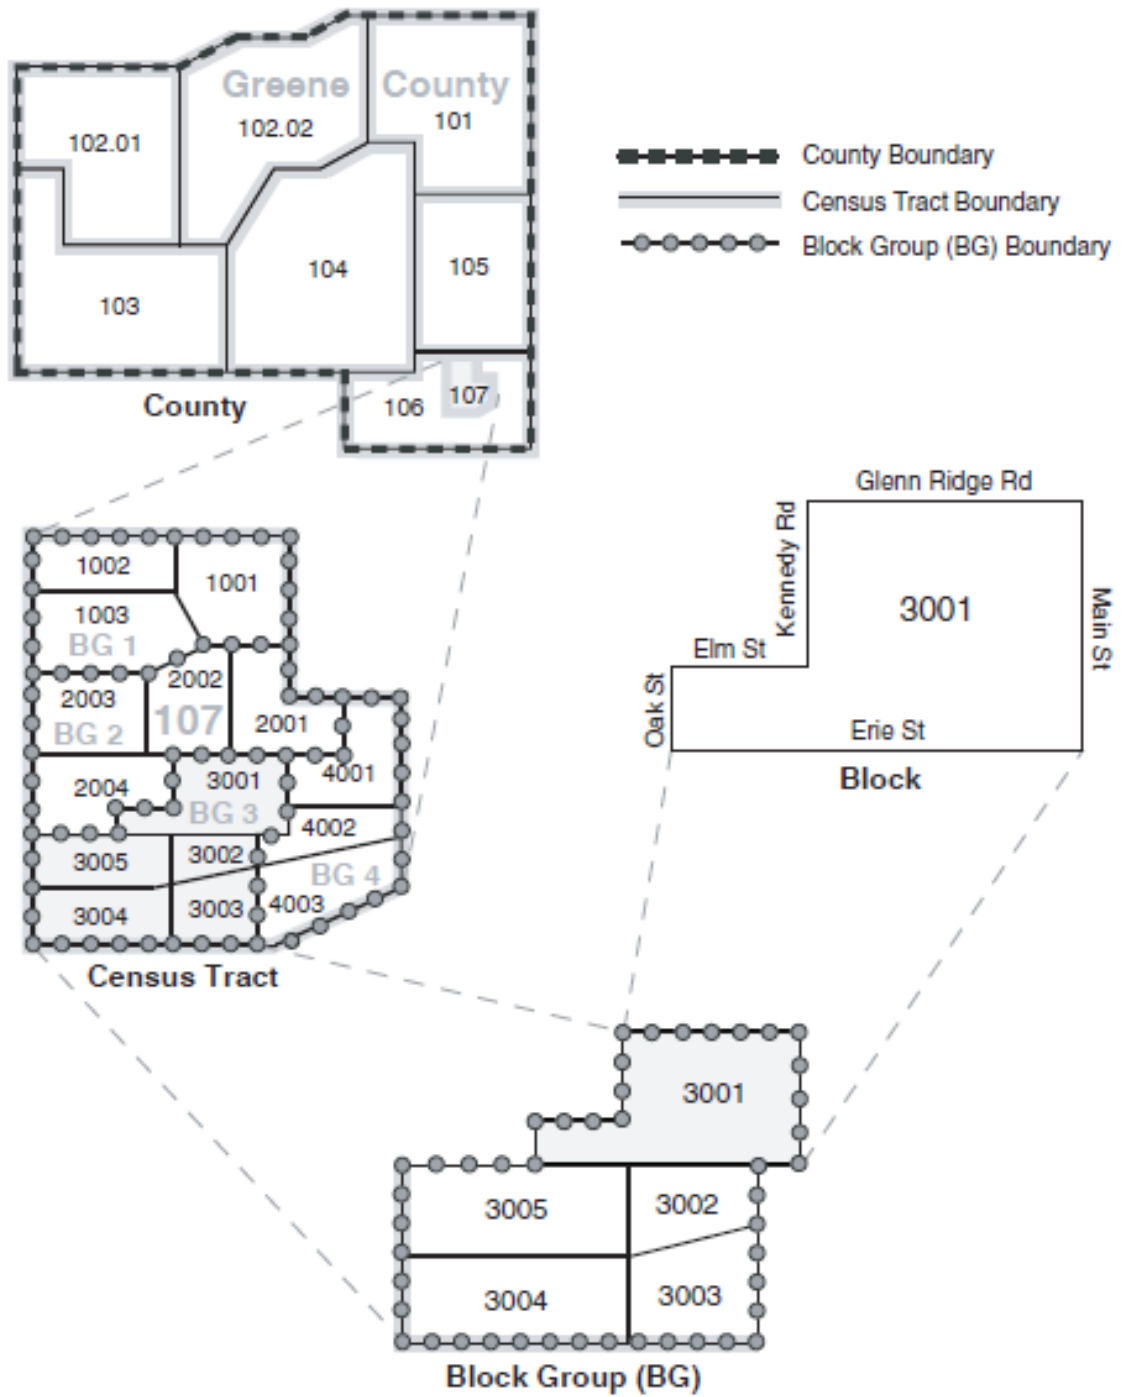 Greene County
102.01
102.02
101
103
104
105
106
107
County
County Boundary
Census Tract Boundary
Block Group (BG) Boundary
Glenn Ridge Rd
Kennedy Rd
3001
Main St
Elm St
Oak St
Erie St
Block
1002
1001
1003
BG 1
2002
2003
107
2001
BG 2
3001
4001
2004
BG 3
4002
3005
3002
BG 4
3004
3003
4003
Census Tract
3001
3005
3002
3004
3003
Block Group (BG)